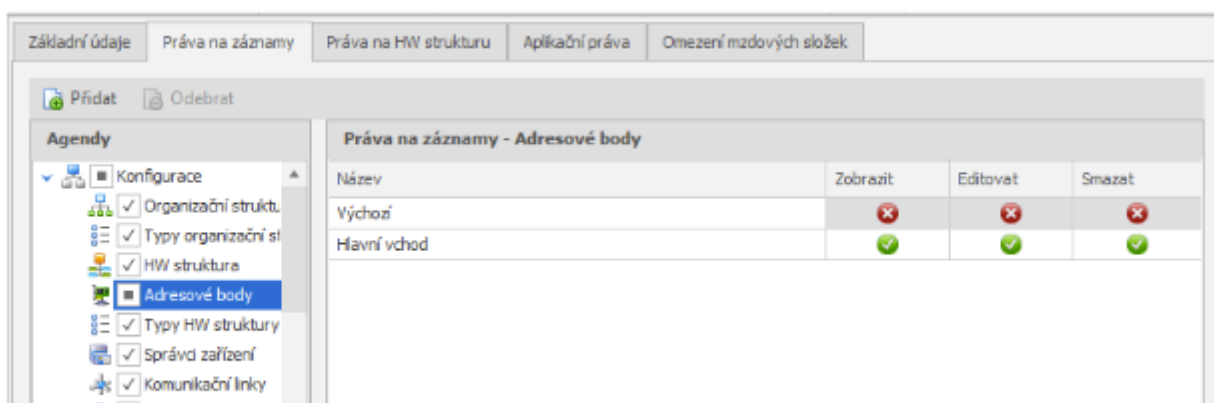 Základní údaje
Práva na záznamy
Práva na HW strukturu
Aplikační práva
Omezení mzdových složek
Přidat
Odebrat
Agendy
Práva na záznamy - Adresové body
Konfigurace
Organizační struktu
Typy organizační st
HW struktura
Adresové body
Typy HW struktury
Správci zařízení
Komunikační linky
Název
Zobrazit
Editovat
Smazat
Výchozí
Hlavní vchod